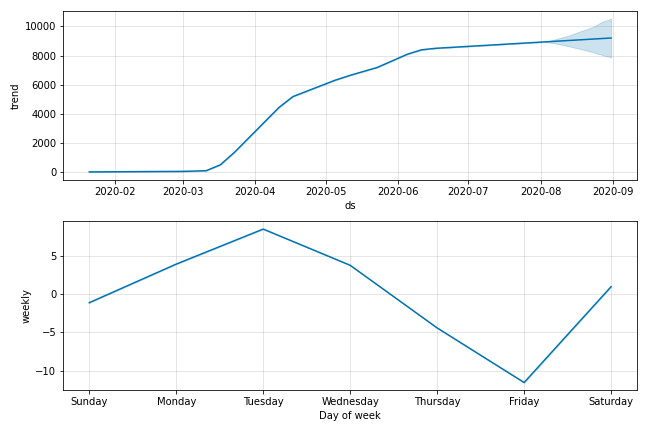 10000
8000
6000
4000
2000
0
trend
2020-02 2020-03 2020-04 2020-05 2020-06 2020-07 2020-08 2020-09
ds
5
0
−5
−10
weekly
Sunday Monday Tuesday Wednesday Thursday Friday Saturday
Day of week